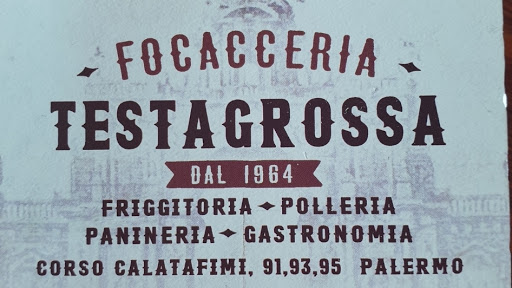 FOCACCERIA
TESTAGROSSA
DAL 1964
FRIGGITORIA ✦ POLLERIA
PANINERIA ✦ GASTRONOMIA
CORSO CALATAFIMI, 91,93,95 PALERMO